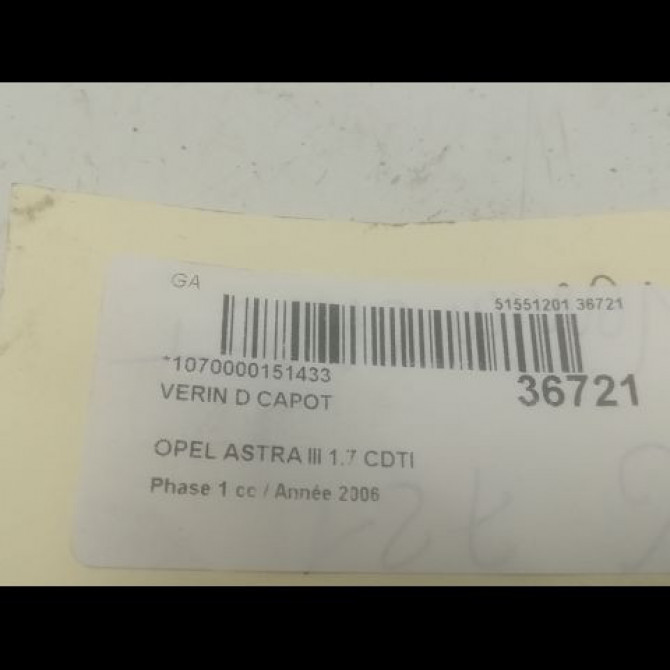 GA
51551201 36721
*1070000151433
36721
VERIN D CAPOT
OPEL ASTRA III 1.7 CDTI
Phase 1 cc / Année 2006